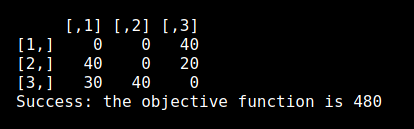 [,1] [,2] [,3]
[1,]    0    0   40
[2,]   40    0   20
[3,]   30   40    0
Success: the objective function is 480